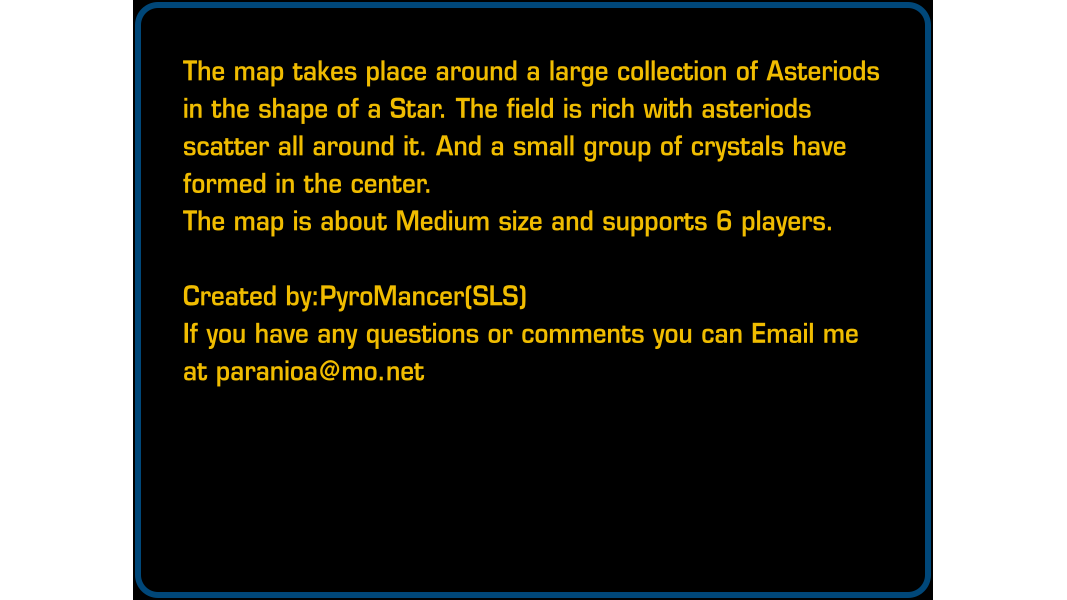 The map takes place around a large collection of Asteriods
in the shape of a Star. The field is rich with asteriods
scatter all around it. And a small group of crystals have
formed in the center.
The map is about Medium size and supports 6 players.
Created by:PyroMancer(SLS)
If you have any questions or comments you can Email me
at paranioa@mo.net